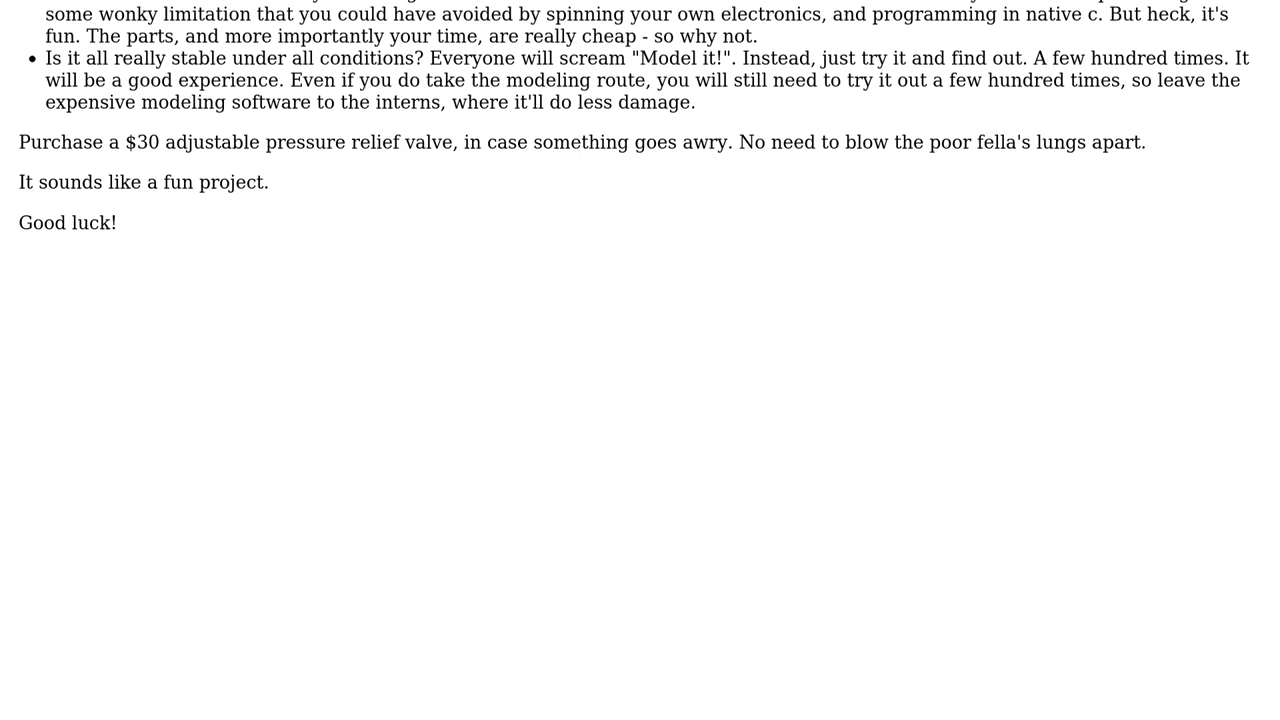 some wonky limitation that you could have avoided by spinning your own electronics, and programming in native c. But heck, it's
fun. The parts, and more importantly your time, are really cheap - so why not.
• Is it all really stable under all conditions? Everyone will scream "Model it!". Instead, just try it and find out. A few hundred times. It
will be a good experience. Even if you do take the modeling route, you will still need to try it out a few hundred times, so leave the
expensive modeling software to the interns, where it'll do less damage.
Purchase a $30 adjustable pressure relief valve, in case something goes awry. No need to blow the poor fella's lungs apart.
It sounds like a fun project.
Good luck!